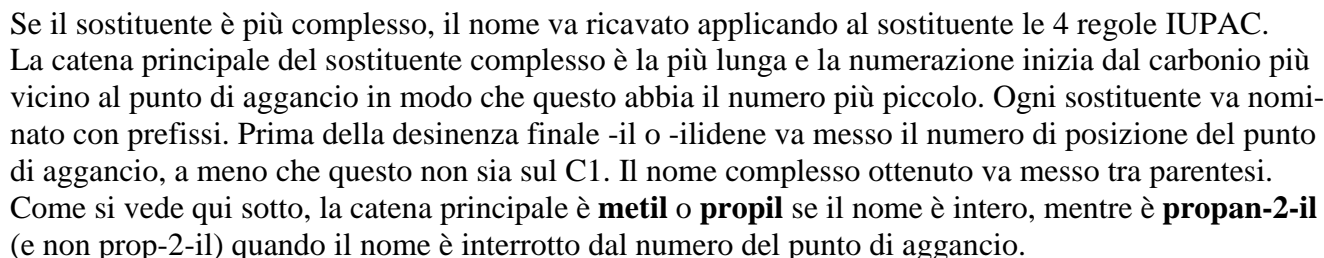 Se il sostituente è più complesso, il nome va ricavato applicando al sostituente le 4 regole IUPAC.
La catena principale del sostituente complesso è la più lunga e la numerazione inizia dal carbonio più
vicino al punto di aggancio in modo che questo abbia il numero più piccolo. Ogni sostituente va nomi-
nato con prefissi. Prima della desinenza finale -il o -ilidene va messo il numero di posizione del punto
di aggancio, a meno che questo non sia sul C1. Il nome complesso ottenuto va messo tra parentesi.
Come si vede qui sotto, la catena principale è metil o propil se il nome è intero, mentre è propan-2-il
(e non prop-2-il) quando il nome è interrotto dal numero del punto di aggancio.